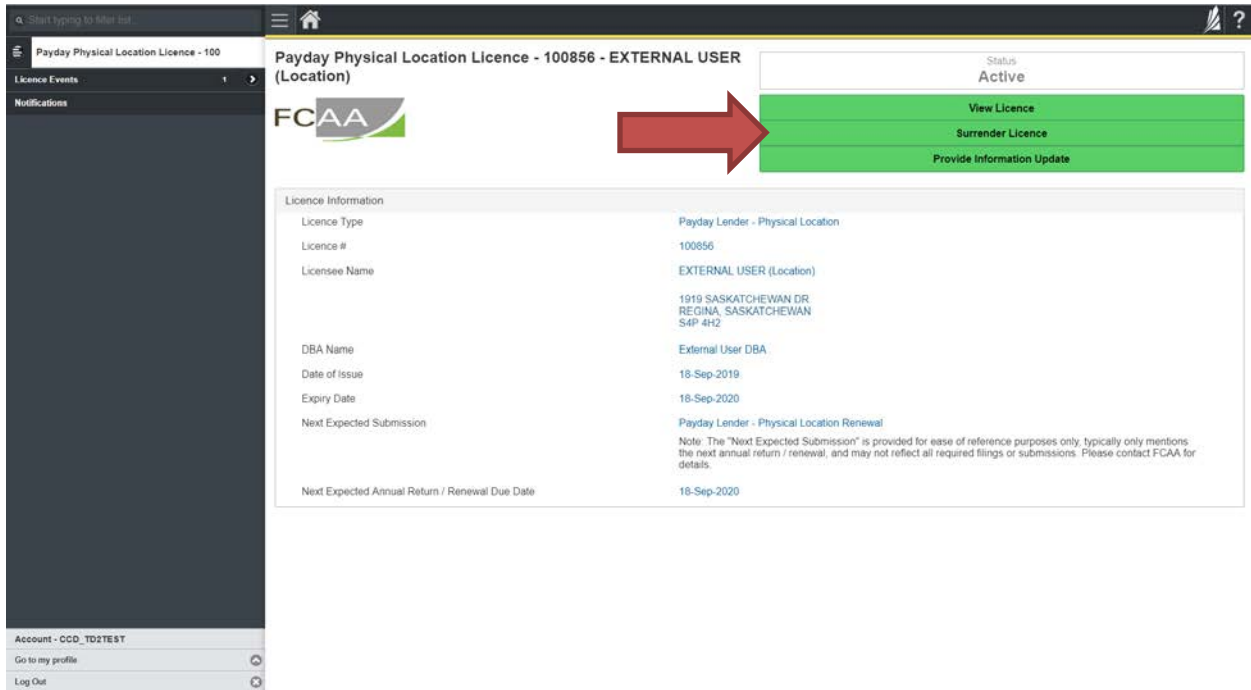 Start typing to filter list...
Payday Physical Location Licence - 100
Licence Events 1
Notifications
Account - CCD_TD2TEST
Go to my profile
Log Out
?
Payday Physical Location Licence - 100856 - EXTERNAL USER
(Location)
FCAA
Status
Active
View Licence
Surrender Licence
Provide Information Update
Licence Information
Licence Type Payday Lender - Physical Location
Licence # 100856
Licensee Name EXTERNAL USER (Location)
1919 SASKATCHEWAN DR
REGINA, SASKATCHEWAN
S4P 4H2
DBA Name External User DBA
Date of Issue 18-Sep-2019
Expiry Date 18-Sep-2020
Next Expected Submission Payday Lender - Physical Location Renewal
Note: The "Next Expected Submission" is provided for ease of reference purposes only, typically only mentions
the next annual return / renewal, and may not reflect all required filings or submissions. Please contact FCAA for
details.
Next Expected Annual Return / Renewal Due Date 18-Sep-2020